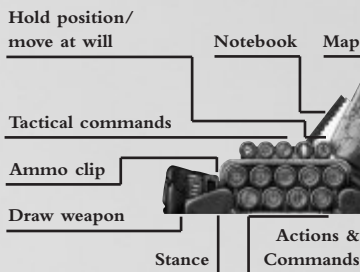 Hold position/
move at will
Notebook
Map
Tactical commands
Ammo clip
Draw weapon
Stance
Actions &
Commands